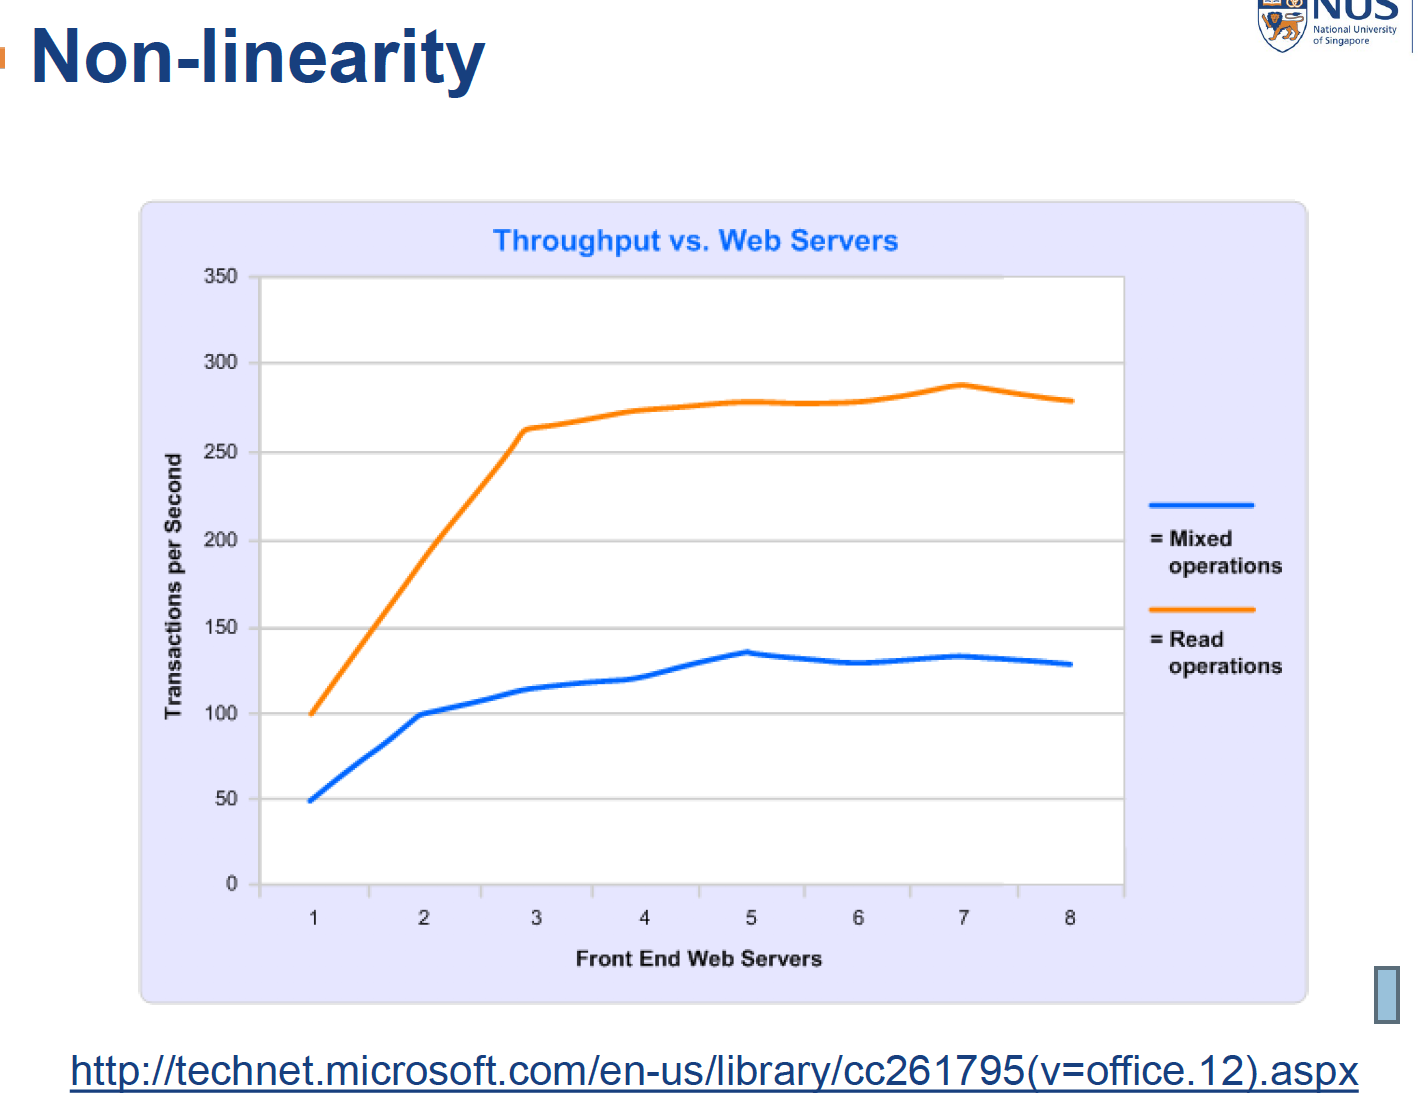 NUS
National University
of Singapore
Non-linearity
Throughput vs. Web Servers
350
300
250
200
150
100
50
0
Transactions per Second
1 2 3 4 5 6 7 8
Front End Web Servers
= Mixed
operations
= Read
operations
http://technet.microsoft.com/en-us/library/cc261795(v=office.12).aspx